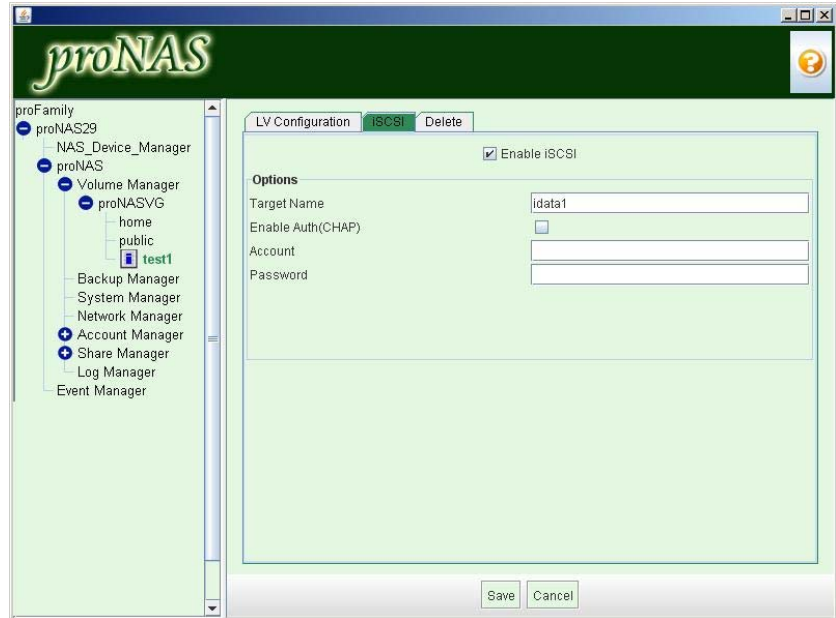 proNAS
proFamily
proNAS29
NAS_Device_Manager
proNAS
Volume Manager
proNASVG
home
public
test1
Backup Manager
System Manager
Network Manager
Account Manager
Share Manager
Log Manager
Event Manager
LV Configuration iSCSI Delete
Enable iSCSI
Options
Target Name idata1
Enable Auth(CHAP)
Account
Password
Save Cancel